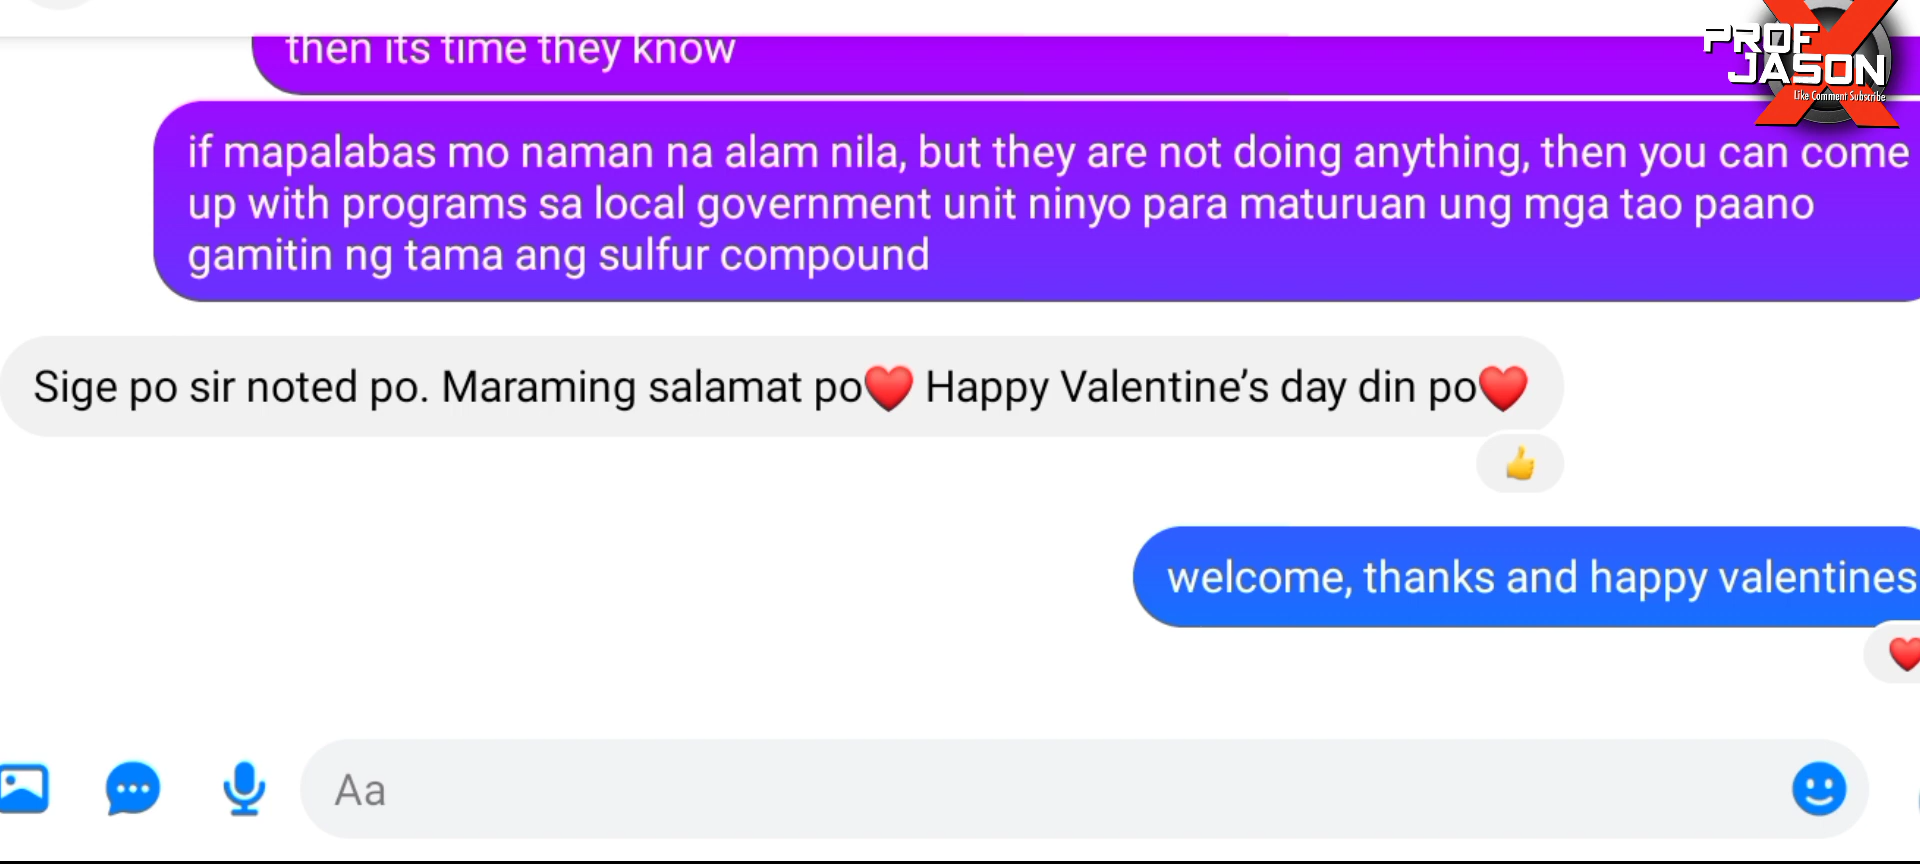 then its time they know
PROF
JASON
Like Comment Subscribe
if mapalabas mo naman na alam nila, but they are not doing anything, then you can come
up with programs sa local government unit ninyo para maturuan ung mga tao paano
gamitin ng tama ang sulfur compound
Sige po sir noted po. Maraming salamat po❤️ Happy Valentine’s day din po❤️
welcome, thanks and happy valentines
Aa